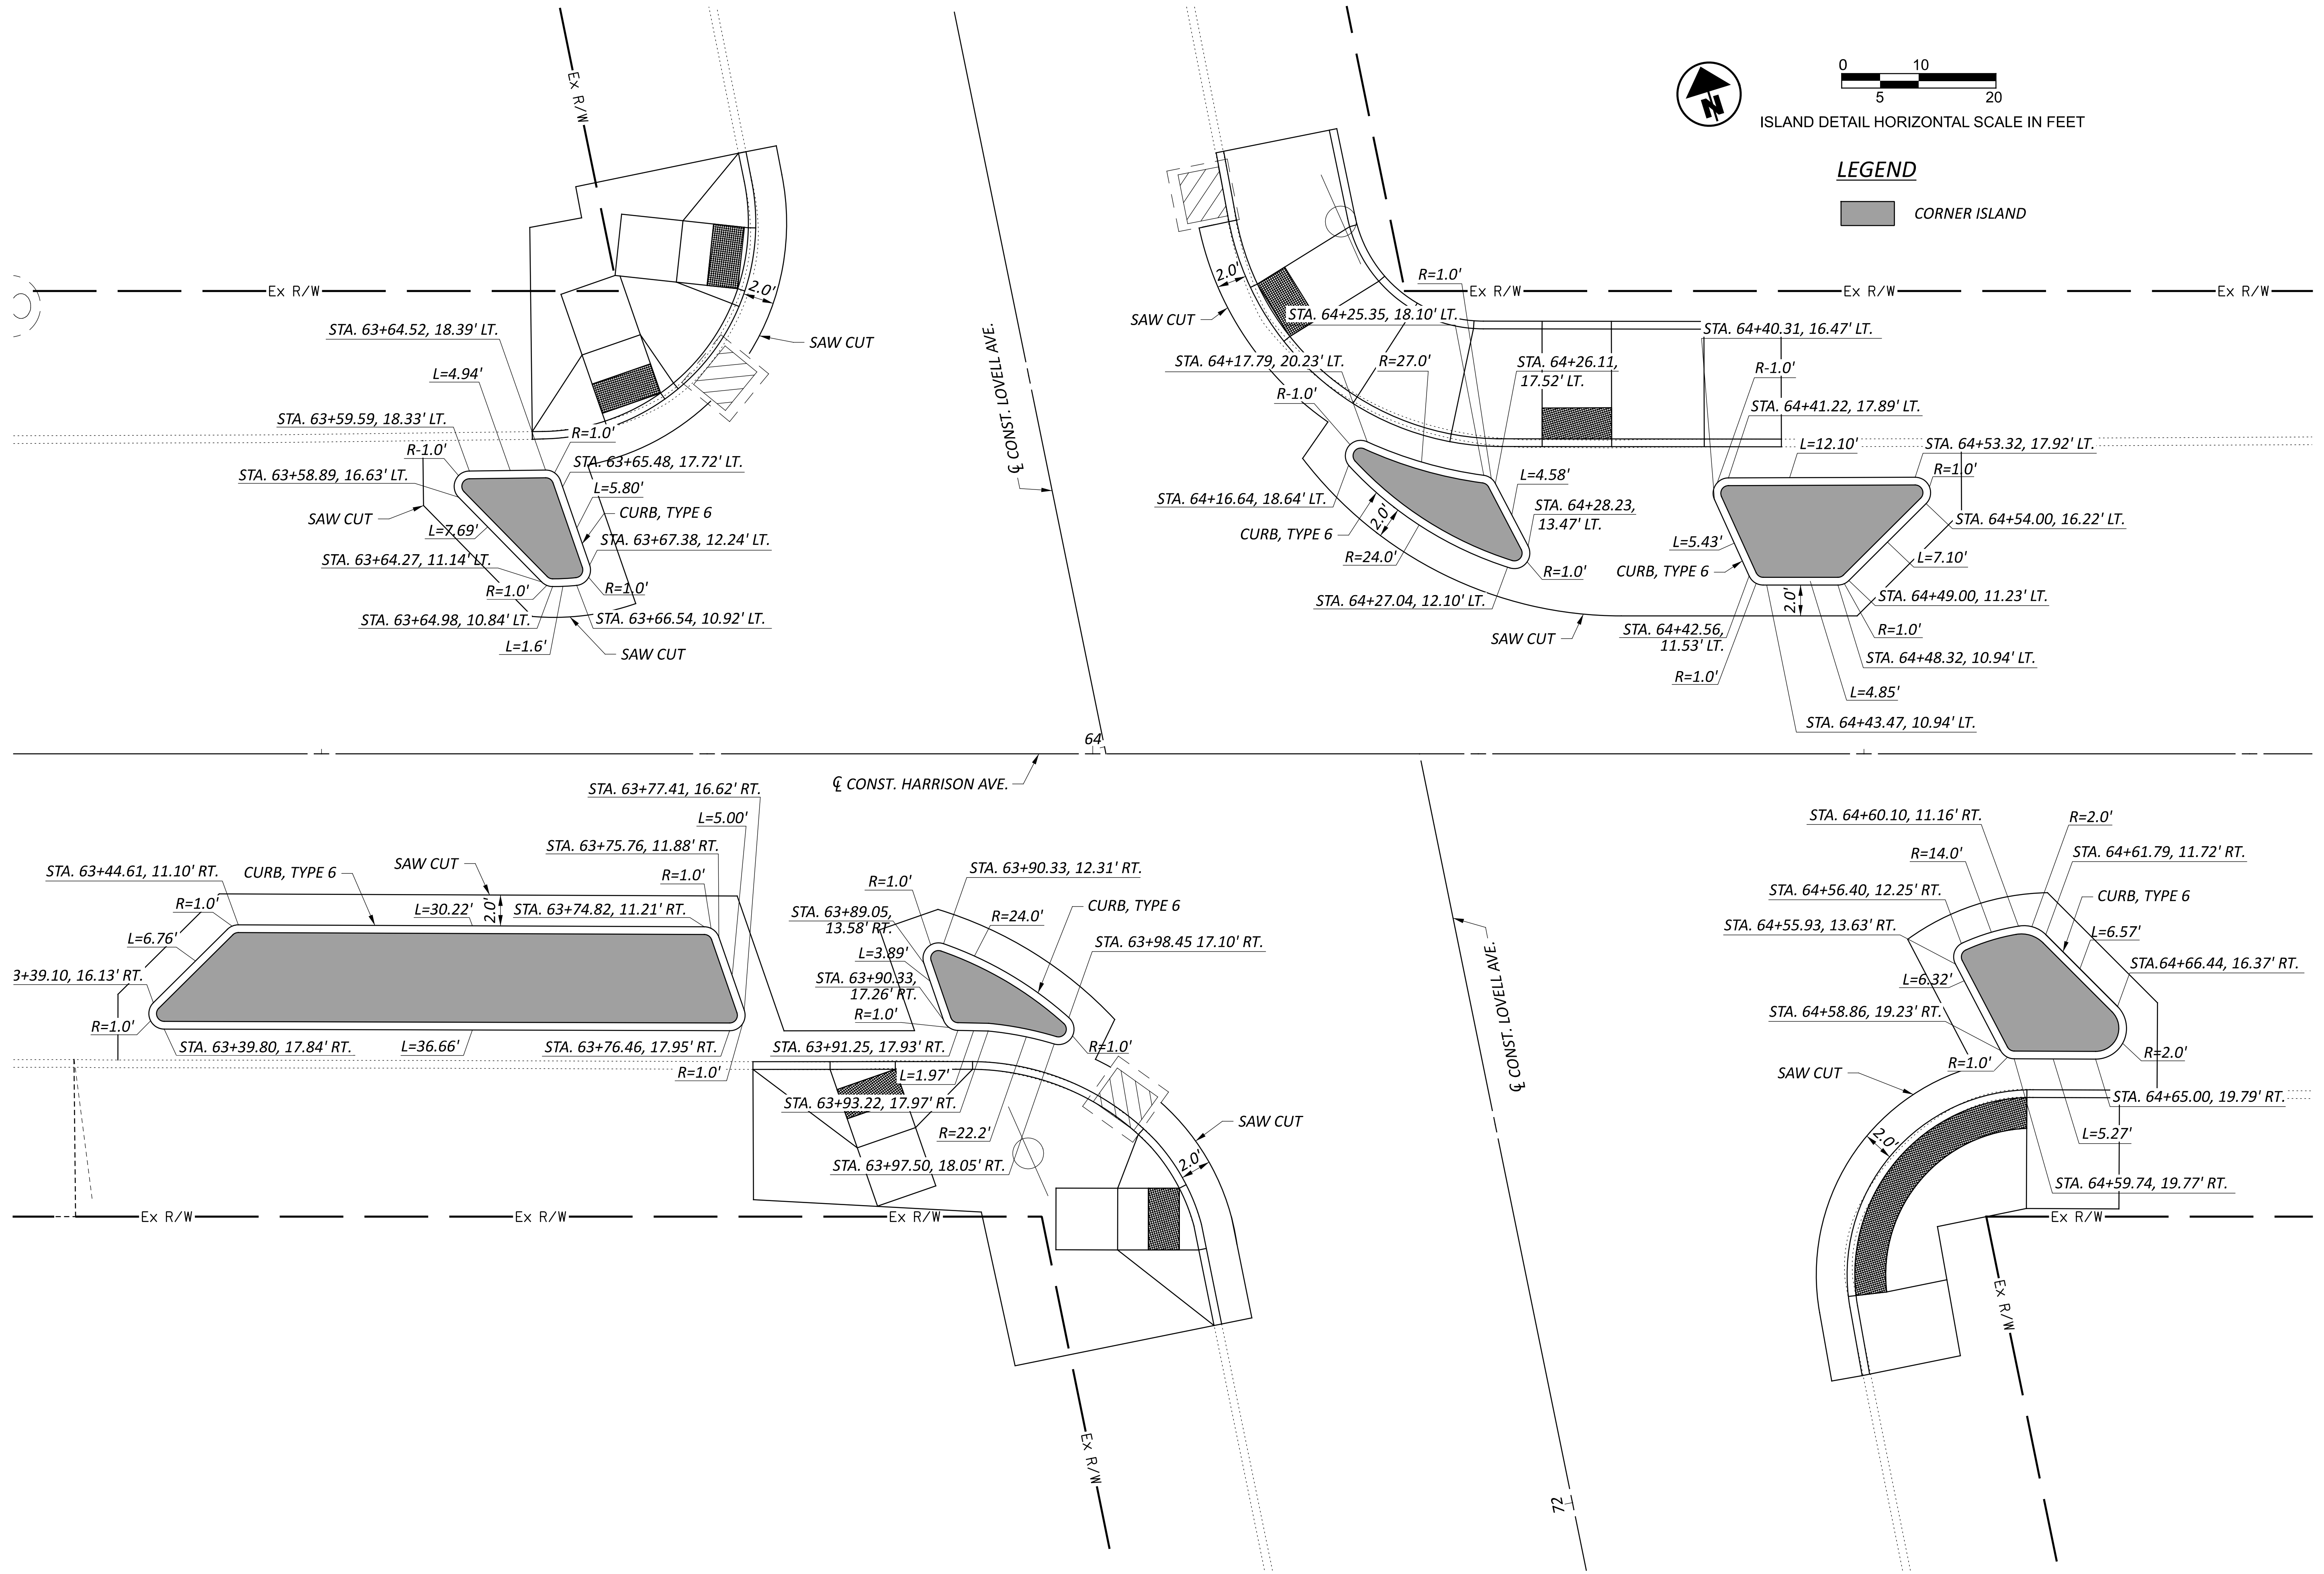 0 10
5 20
ISLAND DETAIL HORIZONTAL SCALE IN FEET
N
LEGEND
CORNER ISLAND
Ex R/W
Ex R/W
Ex R/W
Ex R/W
Ex R/W
2.0'
SAW CUT
STA. 63+64.52, 18.39' LT.
L=4.94'
STA. 63+59.59, 18.33' LT.
R=1.0'
R-1.0'
STA. 63+65.48, 17.72' LT.
STA. 63+58.89, 16.63' LT.
L=5.80'
CURB, TYPE 6
SAW CUT
L=7.69'
STA. 63+67.38, 12.24' LT.
STA. 63+64.27, 11.14' LT.
R=1.0'
R=1.0'
STA. 63+64.98, 10.84' LT.
STA. 63+66.54, 10.92' LT.
L=1.6'
SAW CUT
℄ CONST. LOVELL AVE.
2.0'
SAW CUT
R=1.0'
STA. 64+25.35, 18.10' LT.
STA. 64+17.79, 20.23' LT.
R=27.0'
STA. 64+26.11,
17.52' LT.
R-1.0'
STA. 64+16.64, 18.64' LT.
L=4.58'
STA. 64+28.23,
13.47' LT.
CURB, TYPE 6
2.0'
R=24.0'
R=1.0'
STA. 64+27.04, 12.10' LT.
SAW CUT
STA. 64+40.31, 16.47' LT.
R-1.0'
STA. 64+41.22, 17.89' LT.
L=12.10'
STA. 64+53.32, 17.92' LT.
R=1.0'
STA. 64+54.00, 16.22' LT.
L=5.43'
L=7.10'
CURB, TYPE 6
2.0'
STA. 64+49.00, 11.23' LT.
STA. 64+42.56,
11.53' LT.
R=1.0'
STA. 64+48.32, 10.94' LT.
R=1.0'
L=4.85'
STA. 64+43.47, 10.94' LT.
64
℄ CONST. HARRISON AVE.
STA. 63+77.41, 16.62' RT.
L=5.00'
STA. 63+75.76, 11.88' RT.
SAW CUT
STA. 63+44.61, 11.10' RT.
CURB, TYPE 6
R=1.0'
R=1.0'
L=30.22'
2.0'
STA. 63+74.82, 11.21' RT.
L=6.76'
3+39.10, 16.13' RT.
R=1.0'
STA. 63+39.80, 17.84' RT.
L=36.66'
STA. 63+76.46, 17.95' RT.
R=1.0'
STA. 63+90.33, 12.31' RT.
R=1.0'
CURB, TYPE 6
STA. 63+89.05,
13.58' RT.
R=24.0'
STA. 63+98.45 17.10' RT.
L=3.89'
STA. 63+90.33,
17.26' RT.
R=1.0'
STA. 63+91.25, 17.93' RT.
R=1.0'
L=1.97'
STA. 63+93.22, 17.97' RT.
R=22.2'
SAW CUT
STA. 63+97.50, 18.05' RT.
2.0'
Ex R/W
Ex R/W
Ex R/W
Ex R/W
℄ CONST. LOVELL AVE.
72
STA. 64+60.10, 11.16' RT.
R=2.0'
R=14.0'
STA. 64+61.79, 11.72' RT.
STA. 64+56.40, 12.25' RT.
CURB, TYPE 6
STA. 64+55.93, 13.63' RT.
L=6.57'
STA.64+66.44, 16.37' RT.
L=6.32'
STA. 64+58.86, 19.23' RT.
R=2.0'
R=1.0'
SAW CUT
STA. 64+65.00, 19.79' RT.
2.0'
L=5.27'
STA. 64+59.74, 19.77' RT.
Ex R/W
Ex R/W